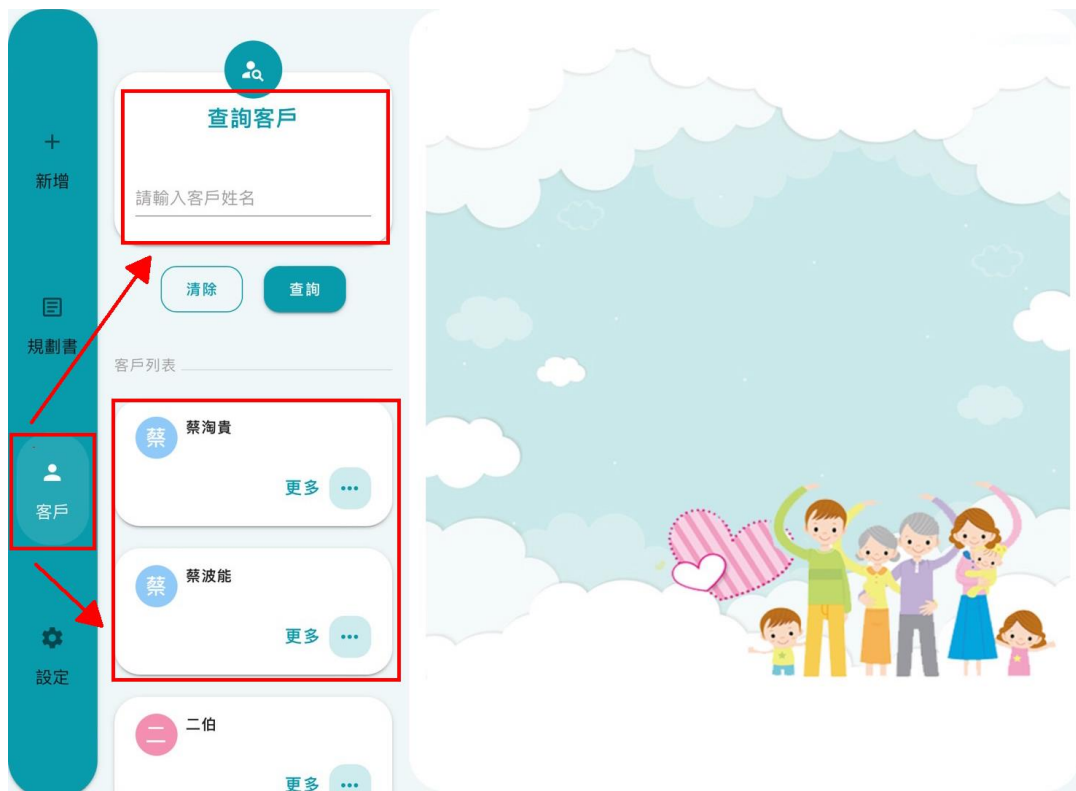 新增
規劃書
客戶
設定
查詢客戶
請輸入客戶姓名
清除
查詢
客戶列表
蔡
蔡淘貴
更多
蔡
蔡波能
更多
二
二伯
更多